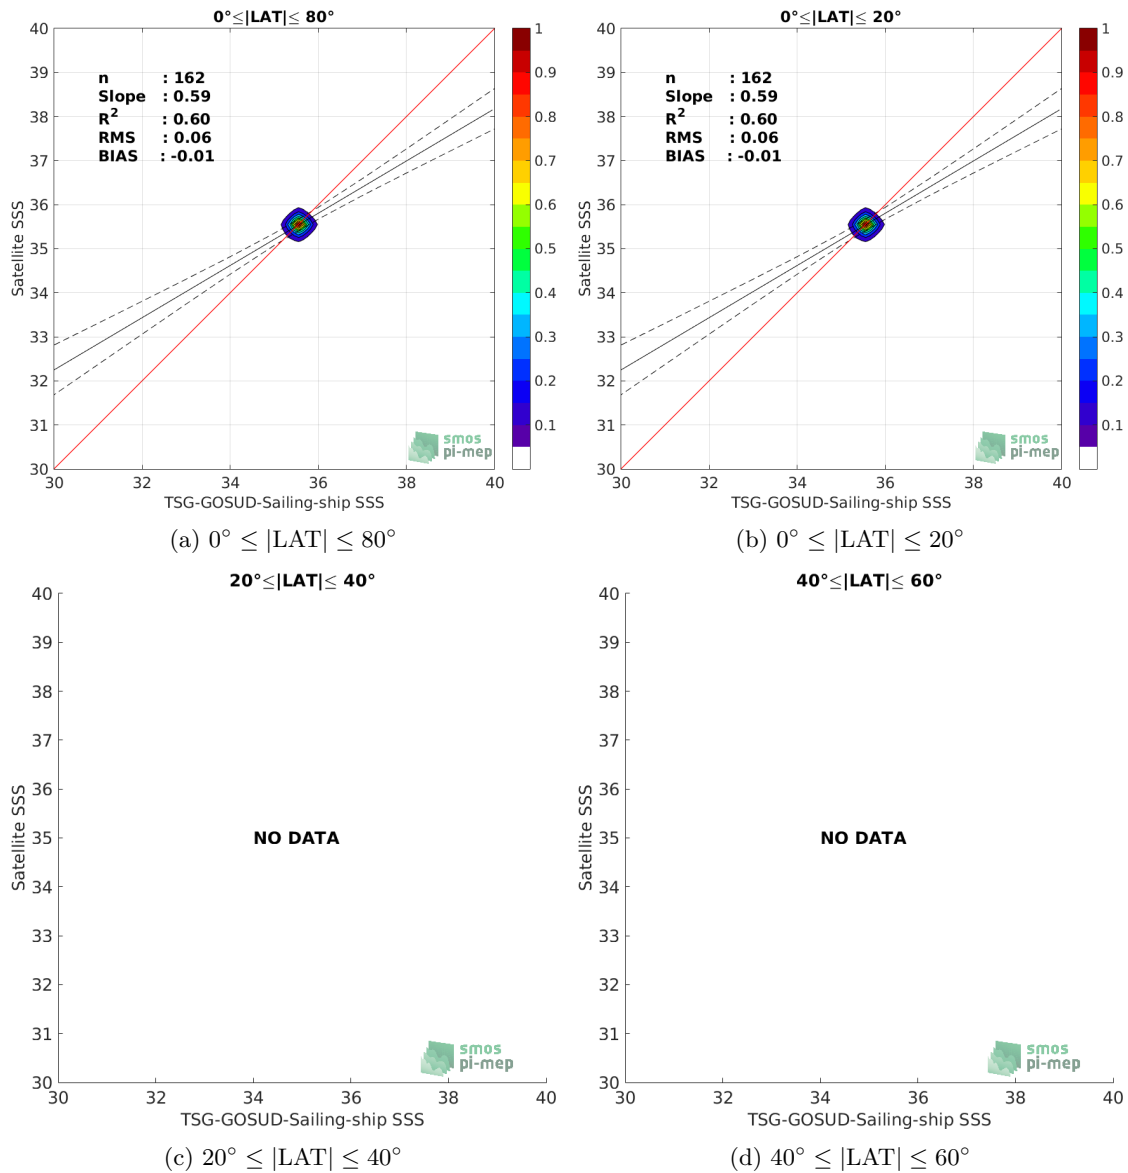 0°≤|LAT|≤ 80°
40
39
38
37
36
35
34
33
32
31
30
Satellite SSS
n : 162
Slope : 0.59
R² : 0.60
RMS : 0.06
BIAS : -0.01
smos
pi-mep
30 32 34 36 38 40
TSG-GOSUD-Sailing-ship SSS
1
0.9
0.8
0.7
0.6
0.5
0.4
0.3
0.2
0.1
(a) 0° ≤ |LAT| ≤ 80°
0°≤|LAT|≤ 20°
40
39
38
37
36
35
34
33
32
31
30
Satellite SSS
n : 162
Slope : 0.59
R² : 0.60
RMS : 0.06
BIAS : -0.01
smos
pi-mep
30 32 34 36 38 40
TSG-GOSUD-Sailing-ship SSS
1
0.9
0.8
0.7
0.6
0.5
0.4
0.3
0.2
0.1
(b) 0° ≤ |LAT| ≤ 20°
20°≤|LAT|≤ 40°
40
39
38
37
36
35
34
33
32
31
30
Satellite SSS
NO DATA
smos
pi-mep
30 32 34 36 38 40
TSG-GOSUD-Sailing-ship SSS
(c) 20° ≤ |LAT| ≤ 40°
40°≤|LAT|≤ 60°
40
39
38
37
36
35
34
33
32
31
30
Satellite SSS
NO DATA
smos
pi-mep
30 32 34 36 38 40
TSG-GOSUD-Sailing-ship SSS
(d) 40° ≤ |LAT| ≤ 60°